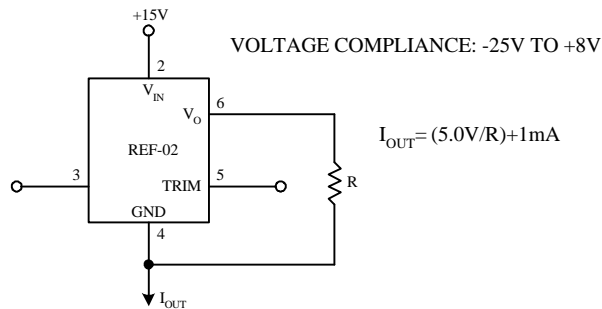 +15V
VOLTAGE COMPLIANCE: -25V TO +8V
2
V_IN
6
V_O
I_OUT= (5.0V/R)+1mA
REF-02
3
TRIM
5
R
GND
4
I_OUT